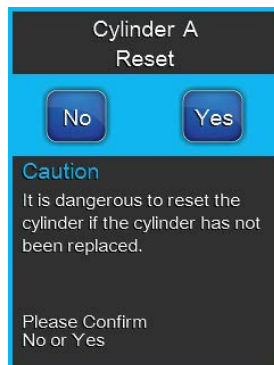 Cylinder A
Reset
No
Yes
Caution
It is dangerous to reset the
cylinder if the cylinder has not
been replaced.
Please Confirm
No or Yes